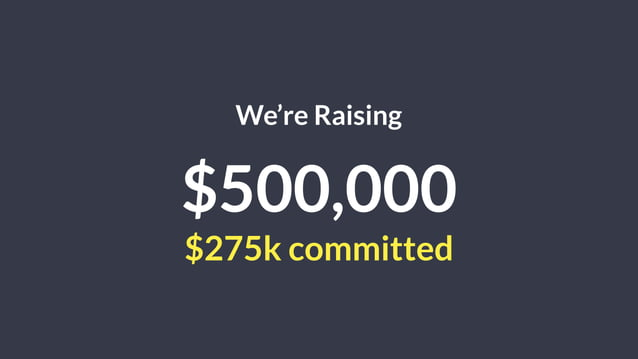 We’re Raising
$500,000
$275k committed